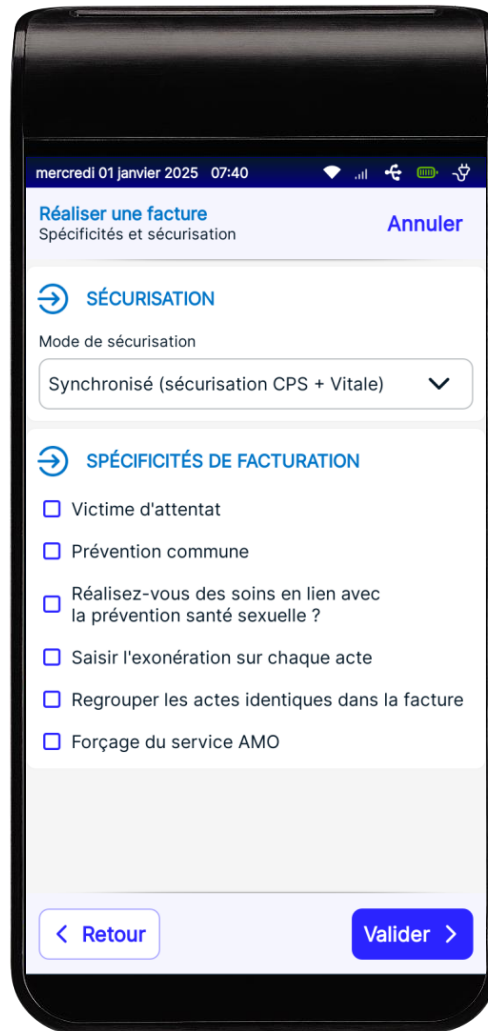 mercredi 01 janvier 2025 07:40
Réaliser une facture
Spécificités et sécurisation
Annuler
SÉCURISATION
Mode de sécurisation
Synchronisé (sécurisation CPS + Vitale)
SPÉCIFICITÉS DE FACTURATION
Victime d'attentat
Prévention commune
Réalisez-vous des soins en lien avec
la prévention santé sexuelle ?
Saisir l'exonération sur chaque acte
Regrouper les actes identiques dans la facture
Forçage du service AMO
Retour
Valider